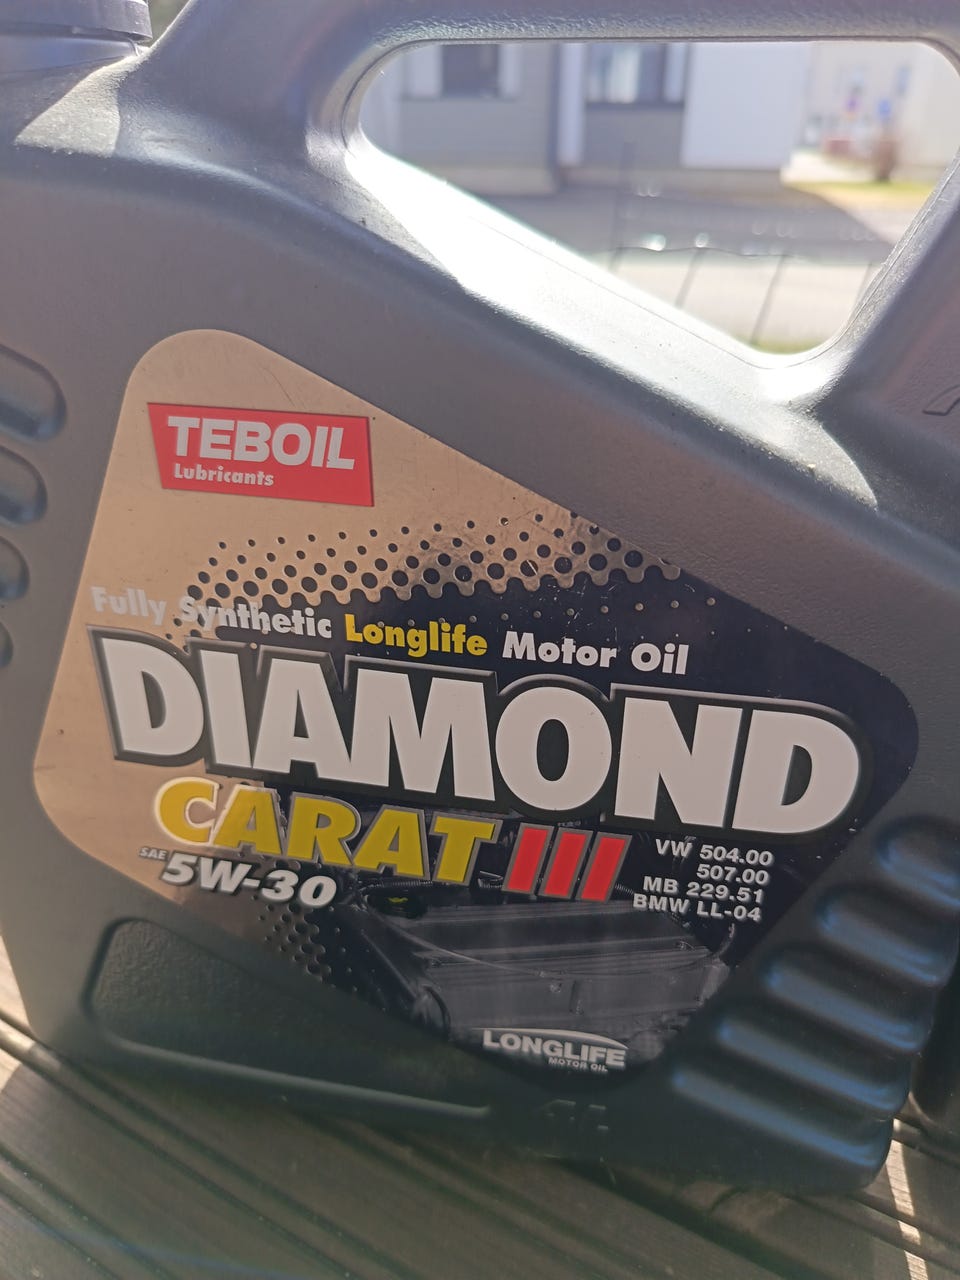 TEBOIL
Lubricants
Fully Synthetic Longlife Motor Oil
DIAMOND
CARAT III
SAE 5W-30
VW 504.00
507.00
MB 229.51
BMW LL-04
LONGLIFE
MOTOR OIL